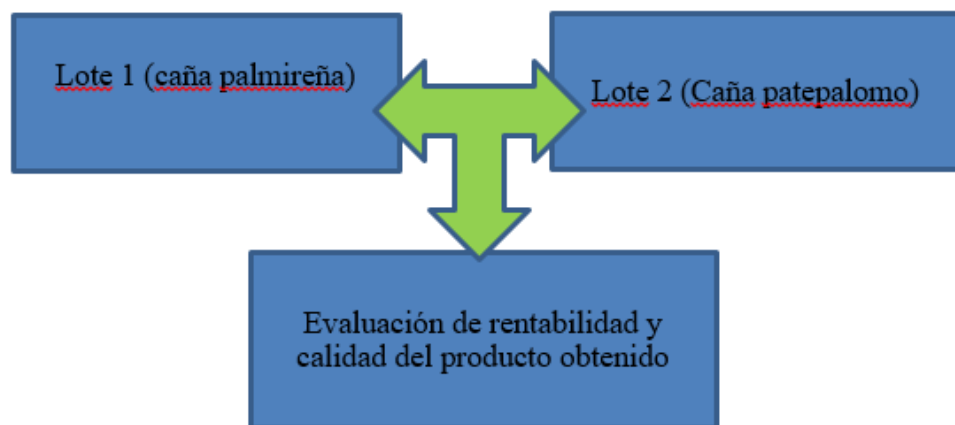 Lote 1 (caña palmireña)
Lote 2 (Caña patepalomo)
Evaluación de rentabilidad y
calidad del producto obtenido